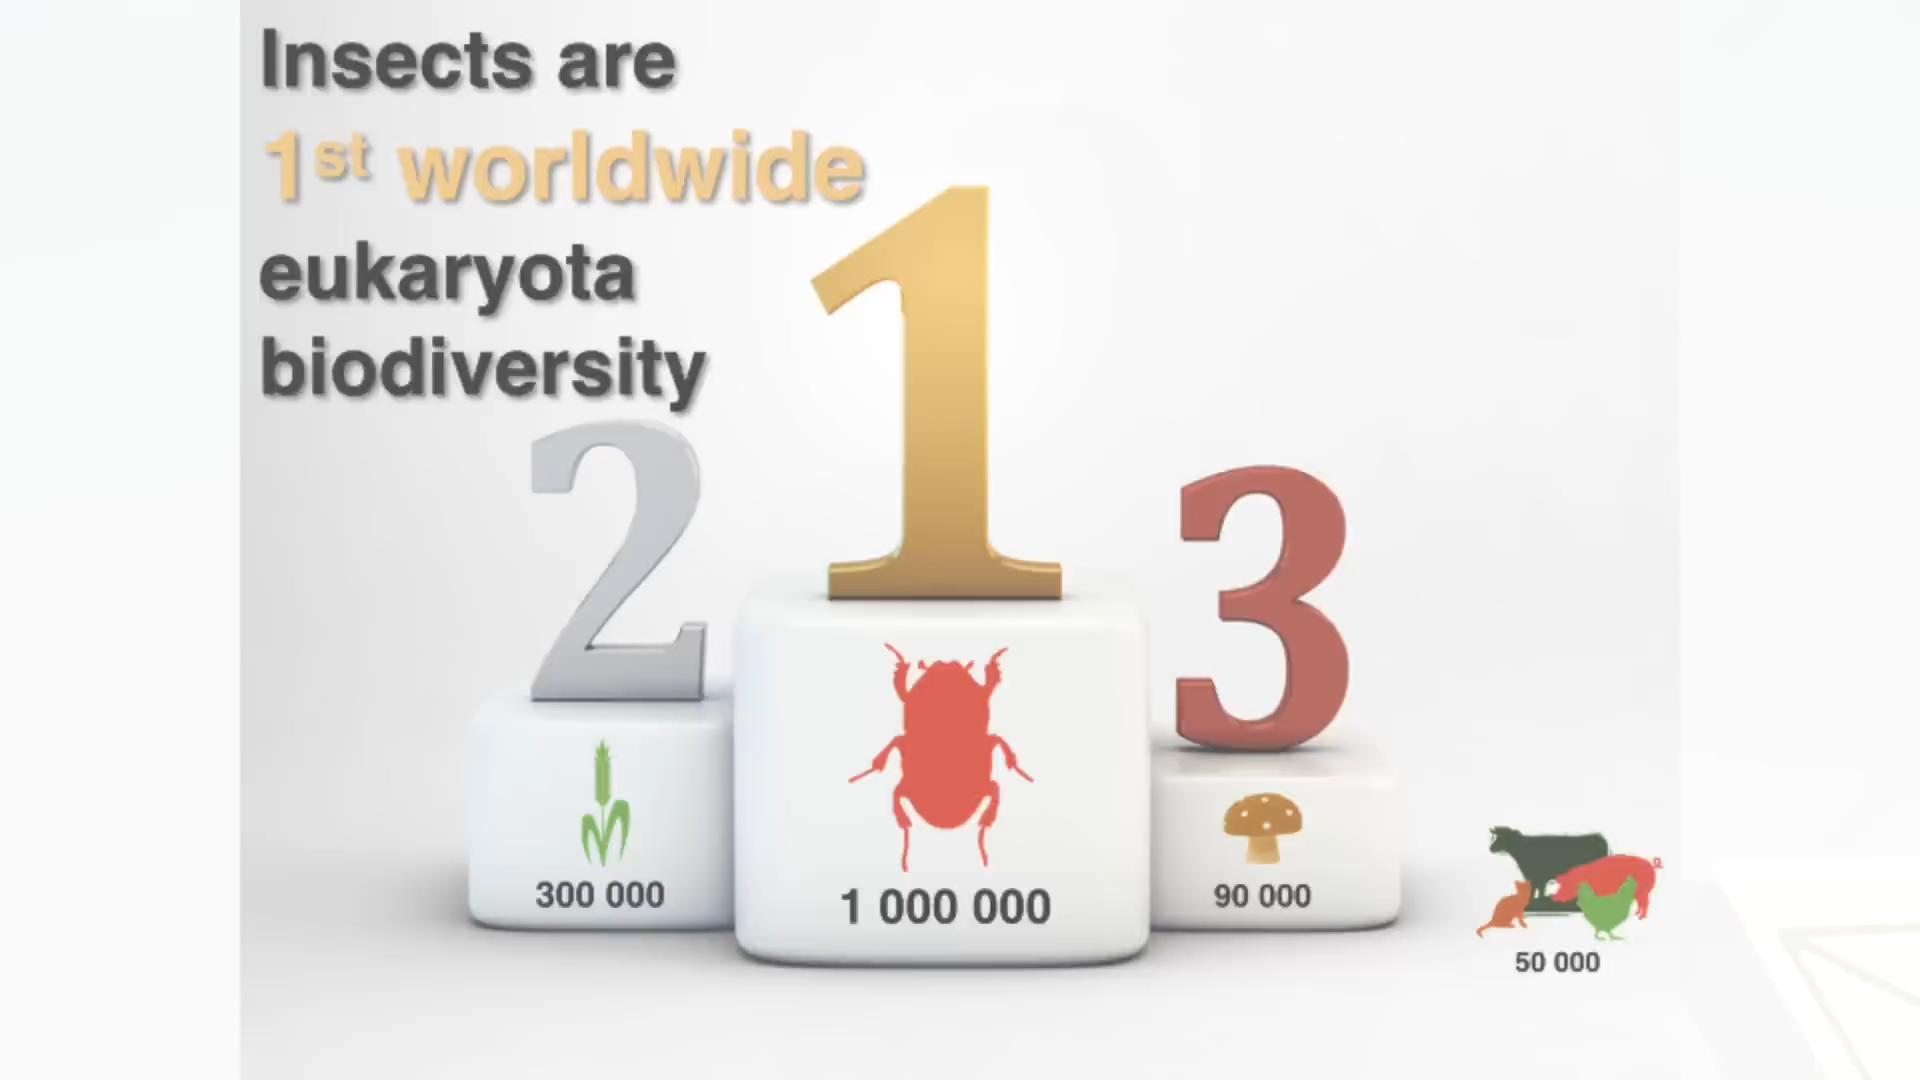 Insects are
1st worldwide
eukaryota
biodiversity
2
1
3
300 000
1 000 000
90 000
50 000